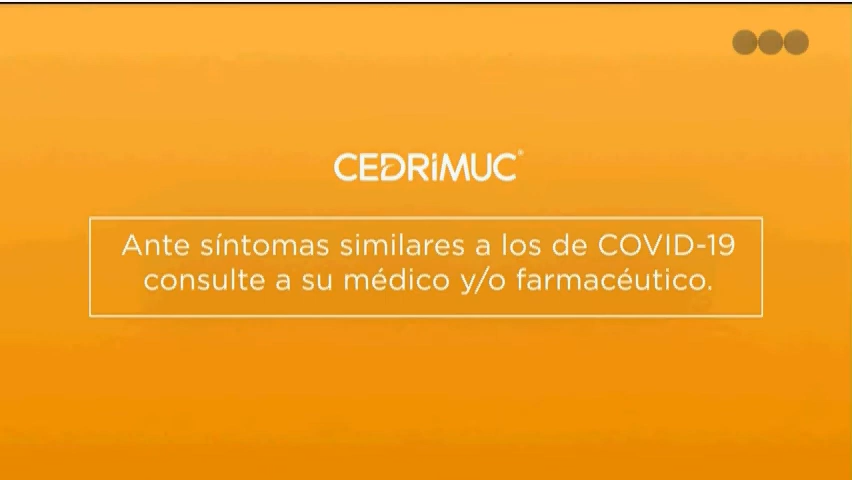 CEDRiMUC®
Ante síntomas similares a los de COVID-19
consulte a su médico y/o farmacéutico.